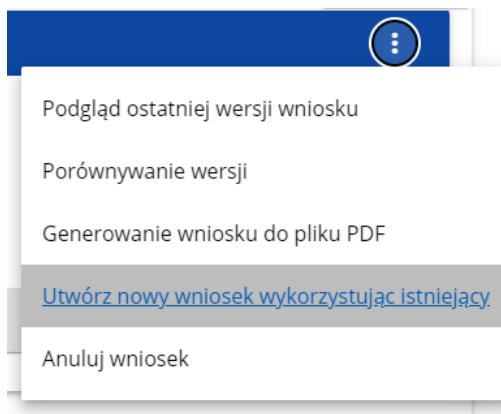 Podgląd ostatniej wersji wniosku
Porównywanie wersji
Generowanie wniosku do pliku PDF
Utwórz nowy wniosek wykorzystując istniejący
Anuluj wniosek